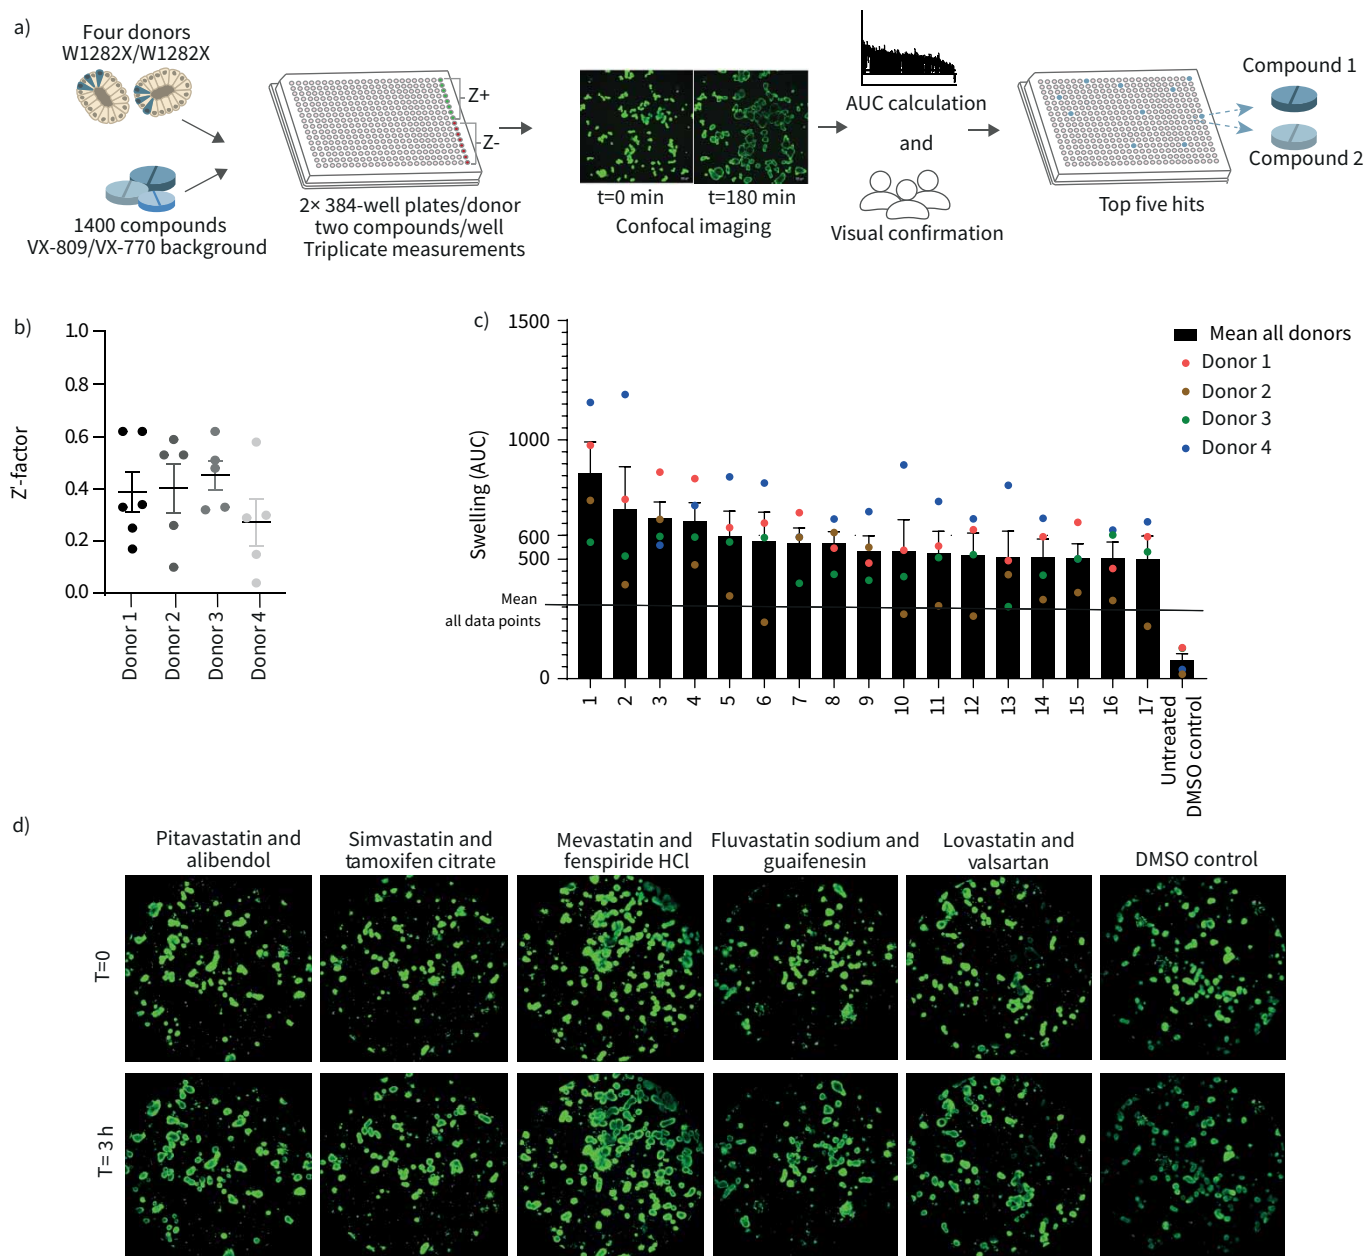 a)
Four donors
W1282X/W1282X
1400 compounds
VX-809/VX-770 background
Z+
Z-
2× 384-well plates/donor
two compounds/well
Triplicate measurements
t=0 min
t=180 min
Confocal imaging
AUC calculation
and
Visual confirmation
Top five hits
Compound 1
Compound 2
b)
Z'-factor
1.0
0.8
0.6
0.4
0.2
0.0
Donor 1
Donor 2
Donor 3
Donor 4
c)
Swelling (AUC)
1500
1000
600
500
0
Mean
all data points
Mean all donors
Donor 1
Donor 2
Donor 3
Donor 4
1
2
3
4
5
6
7
8
9
10
11
12
13
14
15
16
17
Untreated
DMSO control
d)
Pitavastatin and
alibendol
Simvastatin and
tamoxifen citrate
Mevastatin and
fenspiride HCl
Fluvastatin sodium and
guaifenesin
Lovastatin and
valsartan
DMSO control
T=0
T= 3 h